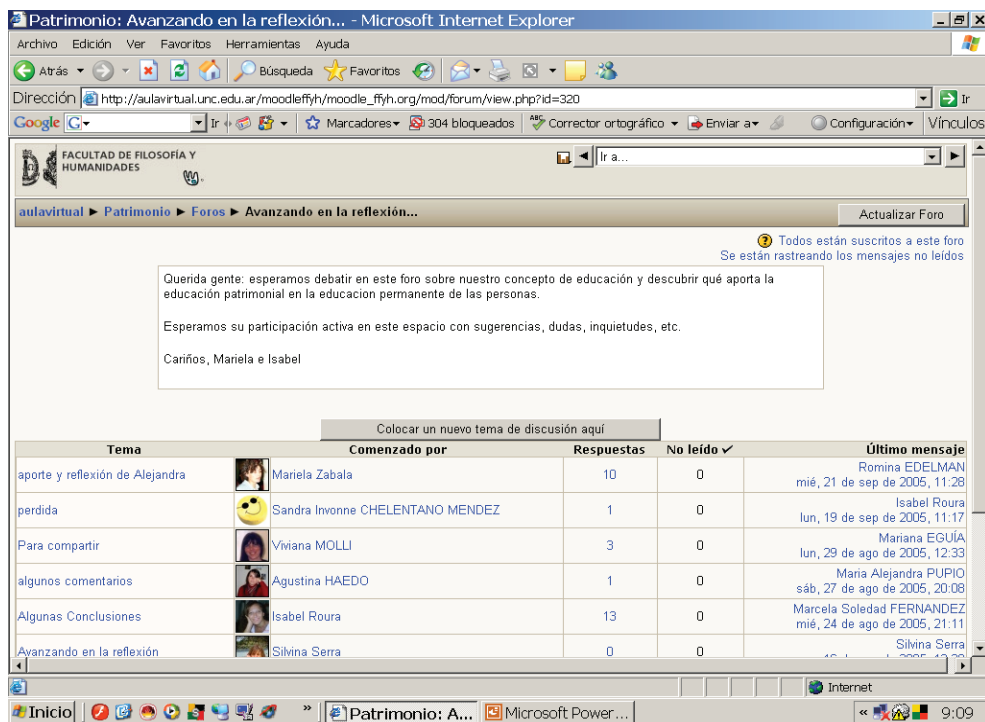 Patrimonio: Avanzando en la reflexión... - Microsoft Internet Explorer
Archivo Edición Ver Favoritos Herramientas Ayuda
Atrás Búsqueda Favoritos
Dirección http://aulavirtual.unc.edu.ar/moodleffyh/moodle_ffyh.org/mod/forum/view.php?id=320 Ir
Google G Ir Marcadores 304 bloqueados ABC Corrector ortográfico Enviar a Configuración Vínculos
FACULTAD DE FILOSOFÍA Y
HUMANIDADES
Ir a...
aulavirtual ► Patrimonio ► Foros ► Avanzando en la reflexión... Actualizar Foro
Todos están suscritos a este foro
Se están rastreando los mensajes no leídos
Querida gente: esperamos debatir en este foro sobre nuestro concepto de educación y descubrir qué aporta la
educación patrimonial en la educacion permanente de las personas.
Esperamos su participación activa en este espacio con sugerencias, dudas, inquietudes, etc.
Cariños, Mariela e Isabel
Colocar un nuevo tema de discusión aquí
Tema Comenzado por Respuestas No leído ✓ Último mensaje
aporte y reflexión de Alejandra Mariela Zabala 10 0 Romina EDELMAN
mié, 21 de sep de 2005, 11:28
perdida Sandra Invonne CHELENTANO MENDEZ 1 0 Isabel Roura
lun, 19 de sep de 2005, 11:17
Para compartir Viviana MOLLI 3 0 Mariana EGUÍA
lun, 29 de ago de 2005, 12:33
algunos comentarios Agustina HAEDO 1 0 Maria Alejandra PUPIO
sáb, 27 de ago de 2005, 20:08
Algunas Conclusiones Isabel Roura 13 0 Marcela Soledad FERNANDEZ
mié, 24 de ago de 2005, 21:11
Avanzando en la reflexión Silvina Serra 0 0 Silvina Serra
Internet
Inicio » Patrimonio: A... Microsoft Power... « 9:09